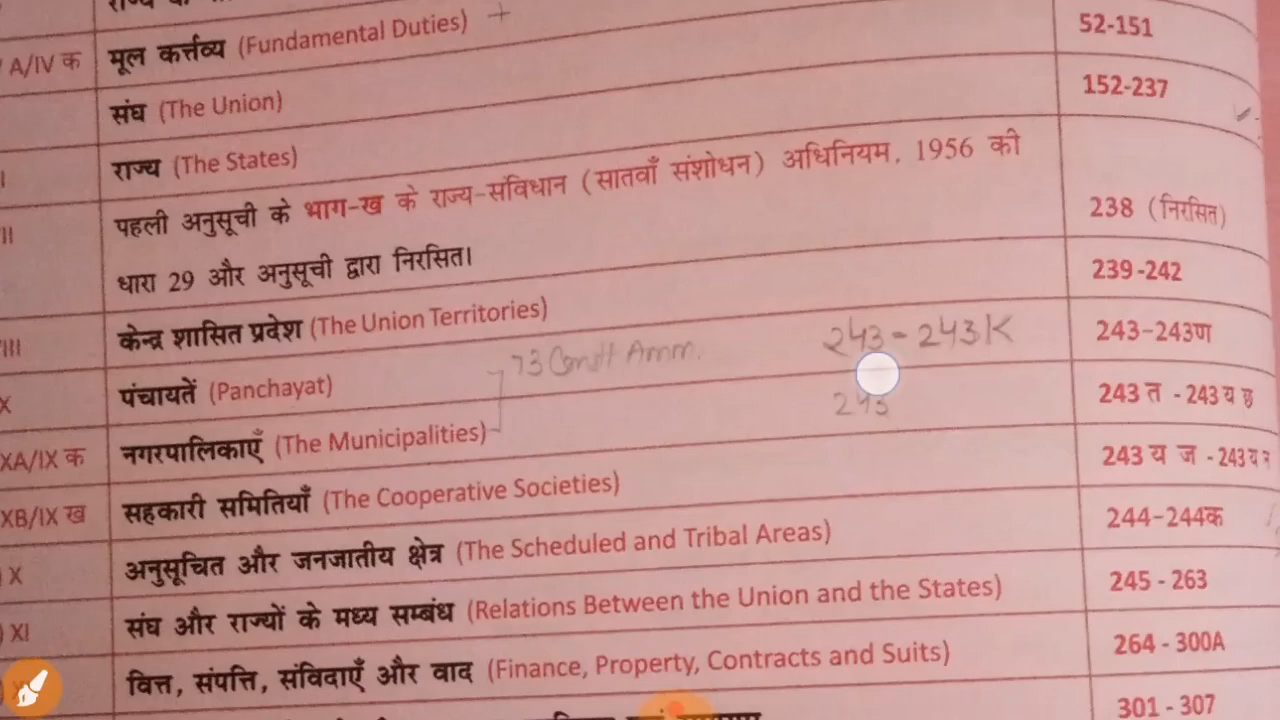 A/IV क मूल कर्त्तव्य (Fundamental Duties) +
52-151
संघ (The Union)
152-237
राज्य (The States)
पहली अनुसूची के भाग-ख के राज्य-संविधान (सातवाँ संशोधन) अधिनियम, 1956 की
238 (निरसित)
धारा 29 और अनुसूची द्वारा निरसित।
239-242
केन्द्र शासित प्रदेश (The Union Territories)
243-243K
243-243ण
पंचायतें (Panchayat)
73 Constt Amm.
243
243 त - 243 य छ
XA/IX क नगरपालिकाएँ (The Municipalities)
243 य ज - 243 य
XB/IX ख सहकारी समितियाँ (The Cooperative Societies)
244-244क
X अनुसूचित और जनजातीय क्षेत्र (The Scheduled and Tribal Areas)
245 - 263
XI संघ और राज्यों के मध्य सम्बंध (Relations Between the Union and the States)
264 - 300A
वित्त, संपत्ति, संविदाएँ और वाद (Finance, Property, Contracts and Suits)
301 - 307